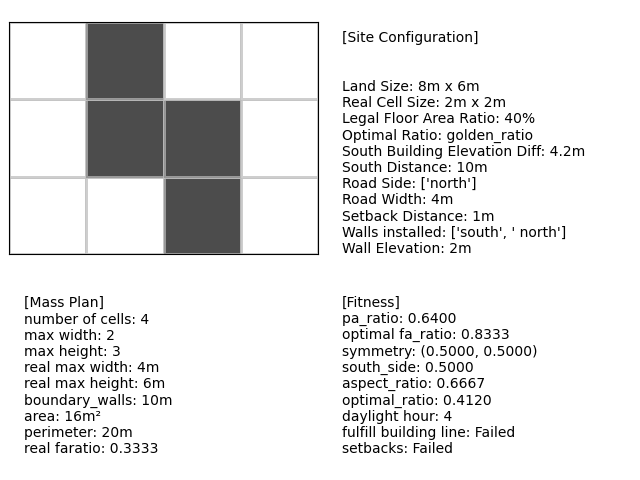 [Site Configuration]
Land Size: 8m x 6m
Real Cell Size: 2m x 2m
Legal Floor Area Ratio: 40%
Optimal Ratio: golden_ratio
South Building Elevation Diff: 4.2m
South Distance: 10m
Road Side: ['north']
Road Width: 4m
Setback Distance: 1m
Walls installed: ['south', ' north']
Wall Elevation: 2m
[Mass Plan]
number of cells: 4
max width: 2
max height: 3
real max width: 4m
real max height: 6m
boundary_walls: 10m
area: 16m²
perimeter: 20m
real faratio: 0.3333
[Fitness]
pa_ratio: 0.6400
optimal fa_ratio: 0.8333
symmetry: (0.5000, 0.5000)
south_side: 0.5000
aspect_ratio: 0.6667
optimal_ratio: 0.4120
daylight hour: 4
fulfill building line: Failed
setbacks: Failed